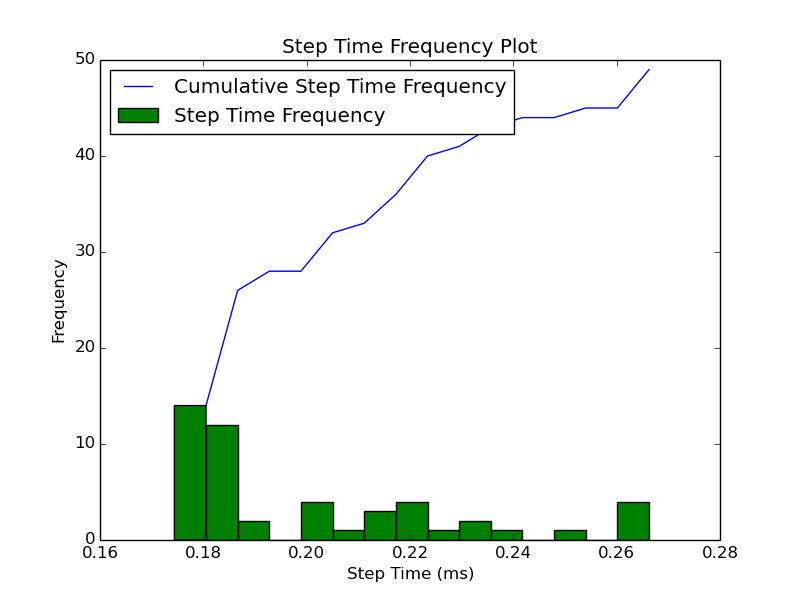 Step Time Frequency Plot
Cumulative Step Time Frequency
Step Time Frequency
50
40
30
20
10
0
Frequency
0.16 0.18 0.20 0.22 0.24 0.26 0.28
Step Time (ms)